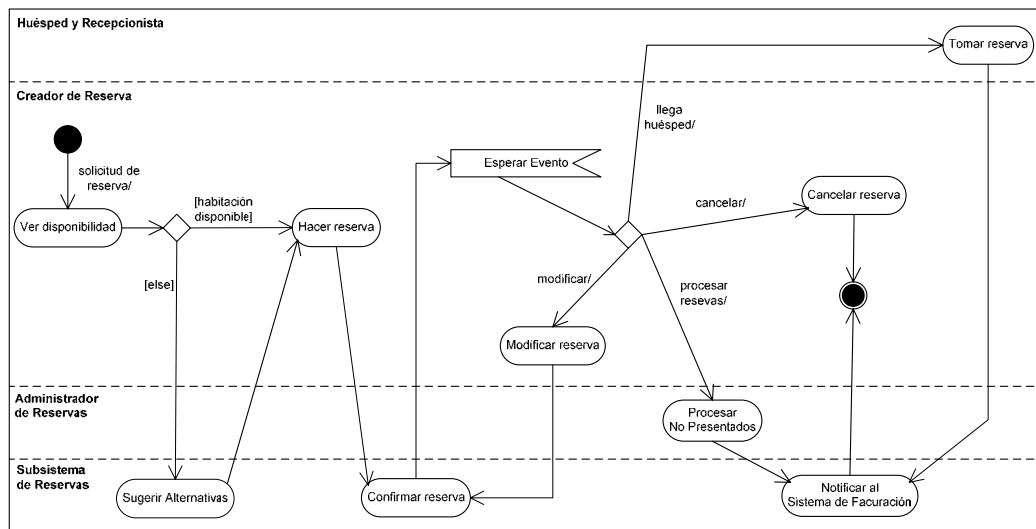 Huésped y Recepcionista
Tomar reserva
Creador de Reserva
llega
huésped/
solicitud de
reserva/
Esperar Evento
[habitación
disponible]
cancelar/
Cancelar reserva
Ver disponibilidad
Hacer reserva
[else]
modificar/
procesar
resevas/
Modificar reserva
Administrador
de Reservas
Procesar
No Presentados
Subsistema
de Reservas
Sugerir Alternativas
Confirmar reserva
Notificar al
Sistema de Facuración